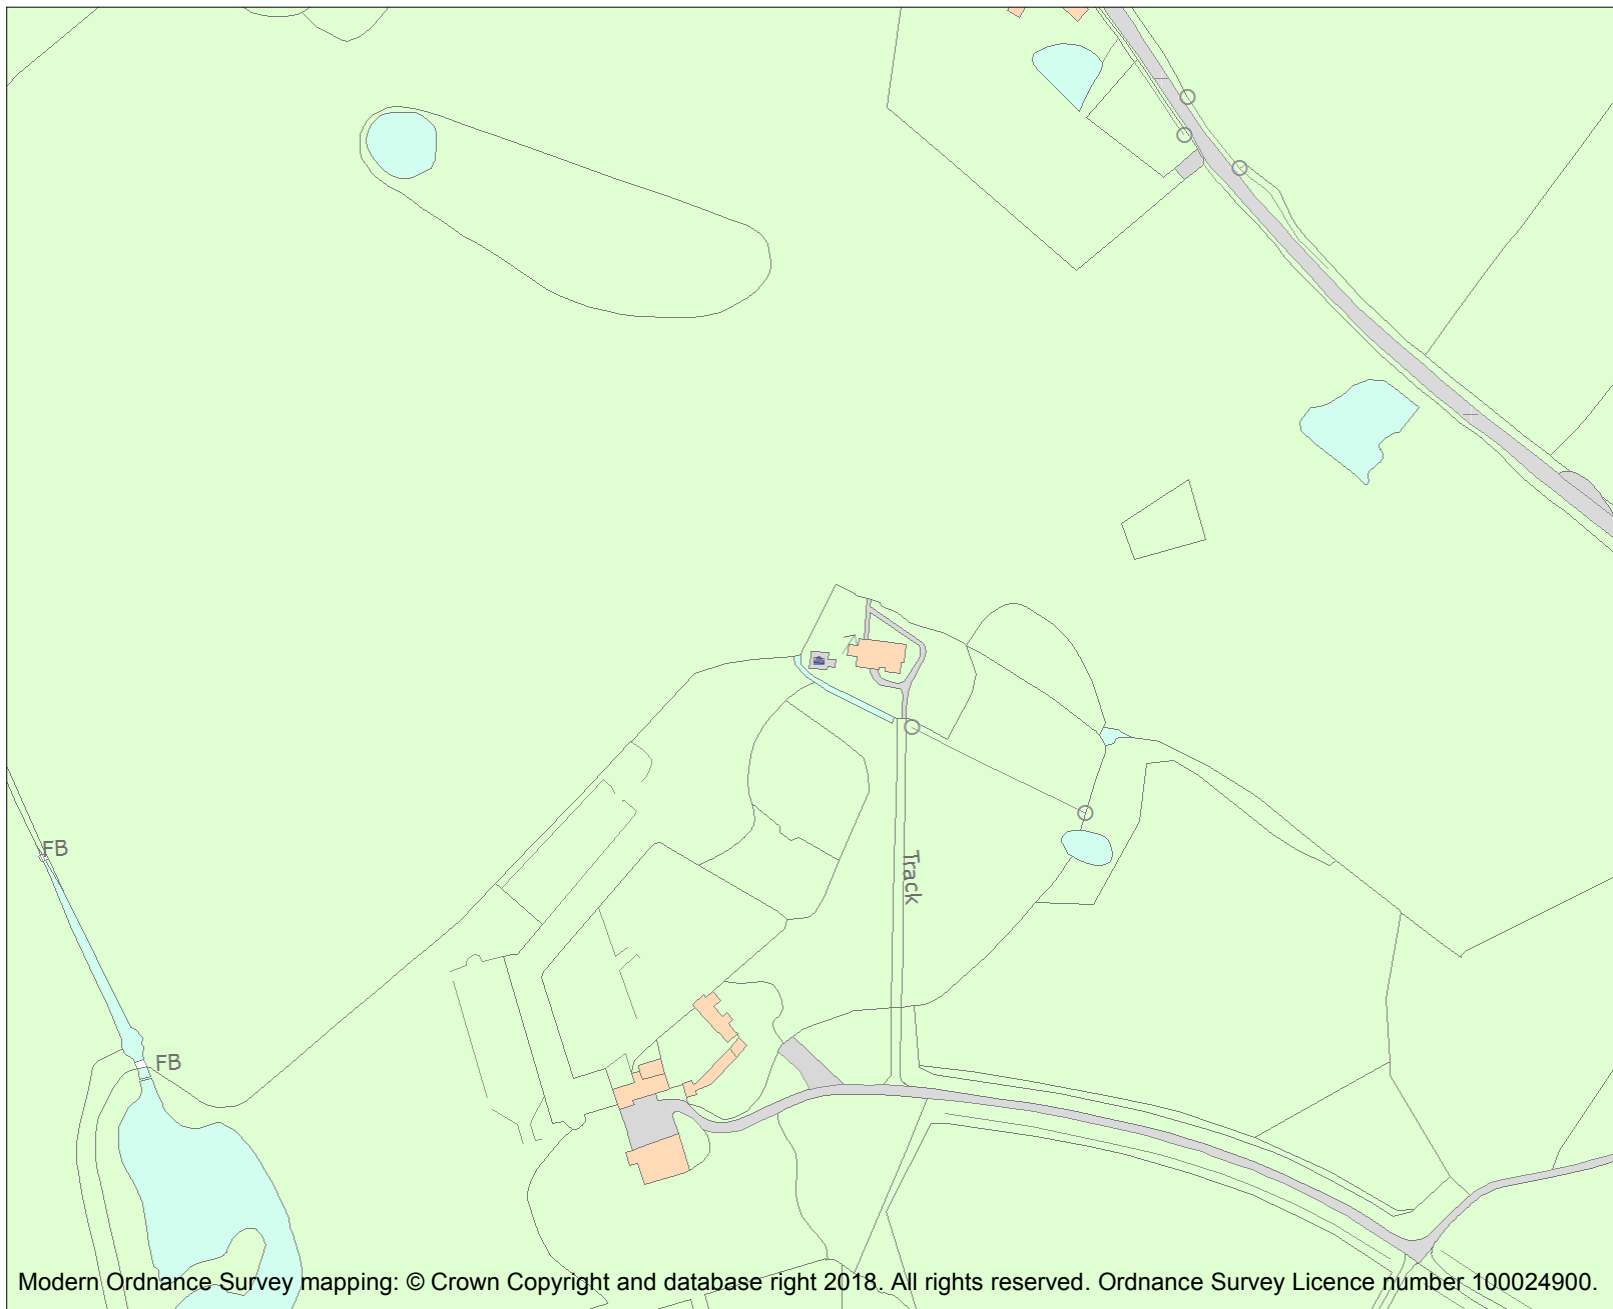 FB
Track
FB
Modern Ordnance Survey mapping: © Crown Copyright and database right 2018. All rights reserved. Ordnance Survey Licence number 100024900.